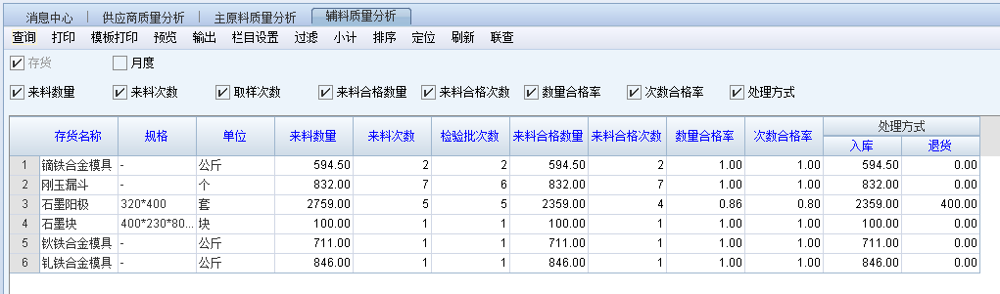 消息中心 供应商质量分析 主原料质量分析 辅料质量分析
查询 打印 模板打印 预览 输出 栏目设置 过滤 小计 排序 定位 刷新 联查
存货 月度
来料数量 来料次数 取样次数 来料合格数量 来料合格次数 数量合格率 次数合格率 处理方式
存货名称 规格 单位 来料数量 来料次数 检验批次数 来料合格数量 来料合格次数 数量合格率 次数合格率 处理方式
入库 退货
1 镝铁合金模具 - 公斤 594.50 2 2 594.50 2 1.00 1.00 594.50 0.00
2 刚玉漏斗 - 个 832.00 7 6 832.00 7 1.00 1.00 832.00 0.00
3 石墨阳极 320*400 套 2759.00 5 5 2359.00 4 0.86 0.80 2359.00 400.00
4 石墨块 400*230*80... 块 100.00 1 1 100.00 1 1.00 1.00 100.00 0.00
5 钬铁合金模具 - 公斤 711.00 1 1 711.00 1 1.00 1.00 711.00 0.00
6 钆铁合金模具 - 公斤 846.00 1 1 846.00 1 1.00 1.00 846.00 0.00